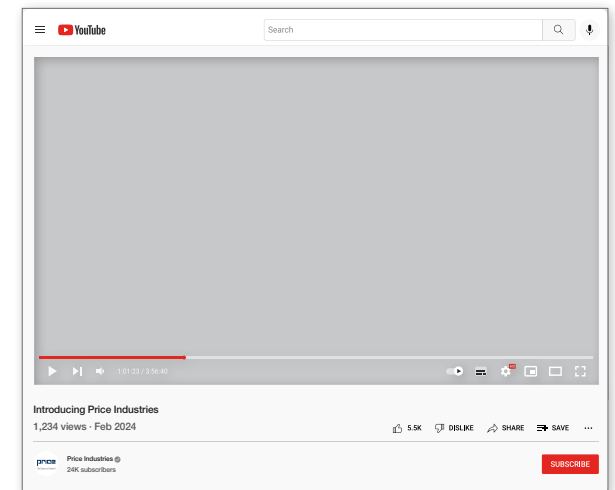 YouTube
Search
1:01:23 / 3:56:40
HD
Introducing Price Industries
1,234 views · Feb 2024
5.5K DISLIKE SHARE SAVE
price
Price Industries
24K subscribers
SUBSCRIBE